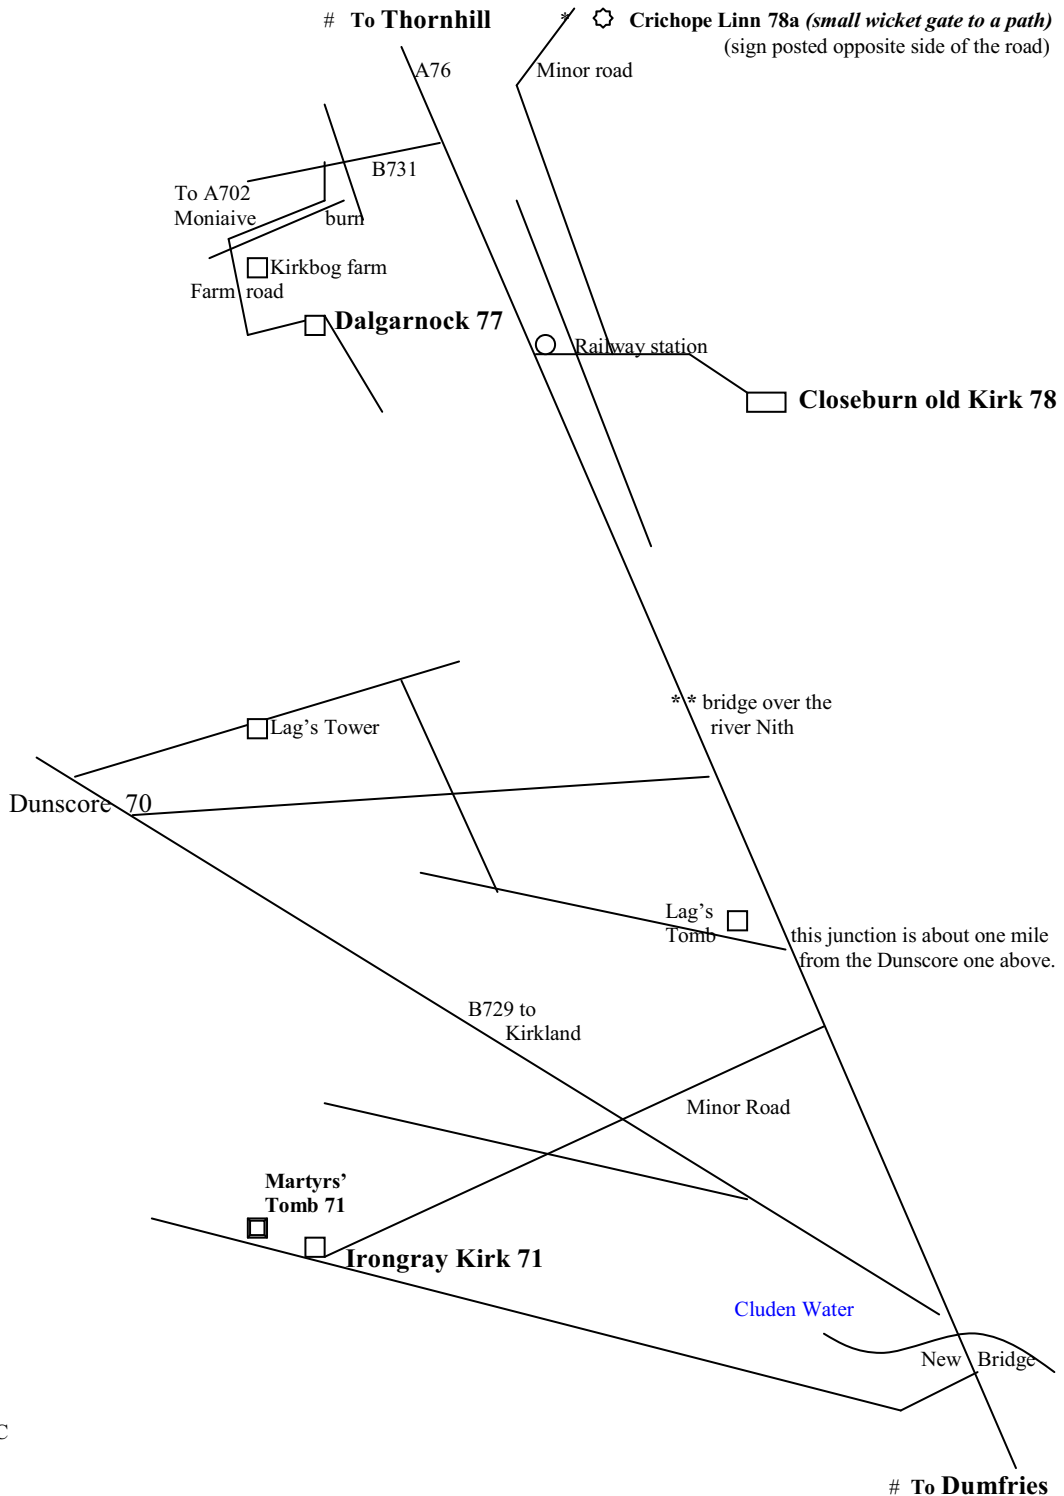 # To Thornhill
* Crichope Linn 78a (small wicket gate to a path)
(sign posted opposite side of the road)
A76
Minor road
B731
To A702
Moniaive
burn
Kirkbog farm
Farm road
Dalgarnock 77
Railway station
Closeburn old Kirk 78
* * bridge over the
river Nith
Lag's Tower
Dunscore 70
Lag's
Tomb
this junction is about one mile
from the Dunscore one above.
B729 to
Kirkland
Minor Road
Martyrs'
Tomb 71
Irongray Kirk 71
Cluden Water
New Bridge
C
# To Dumfries